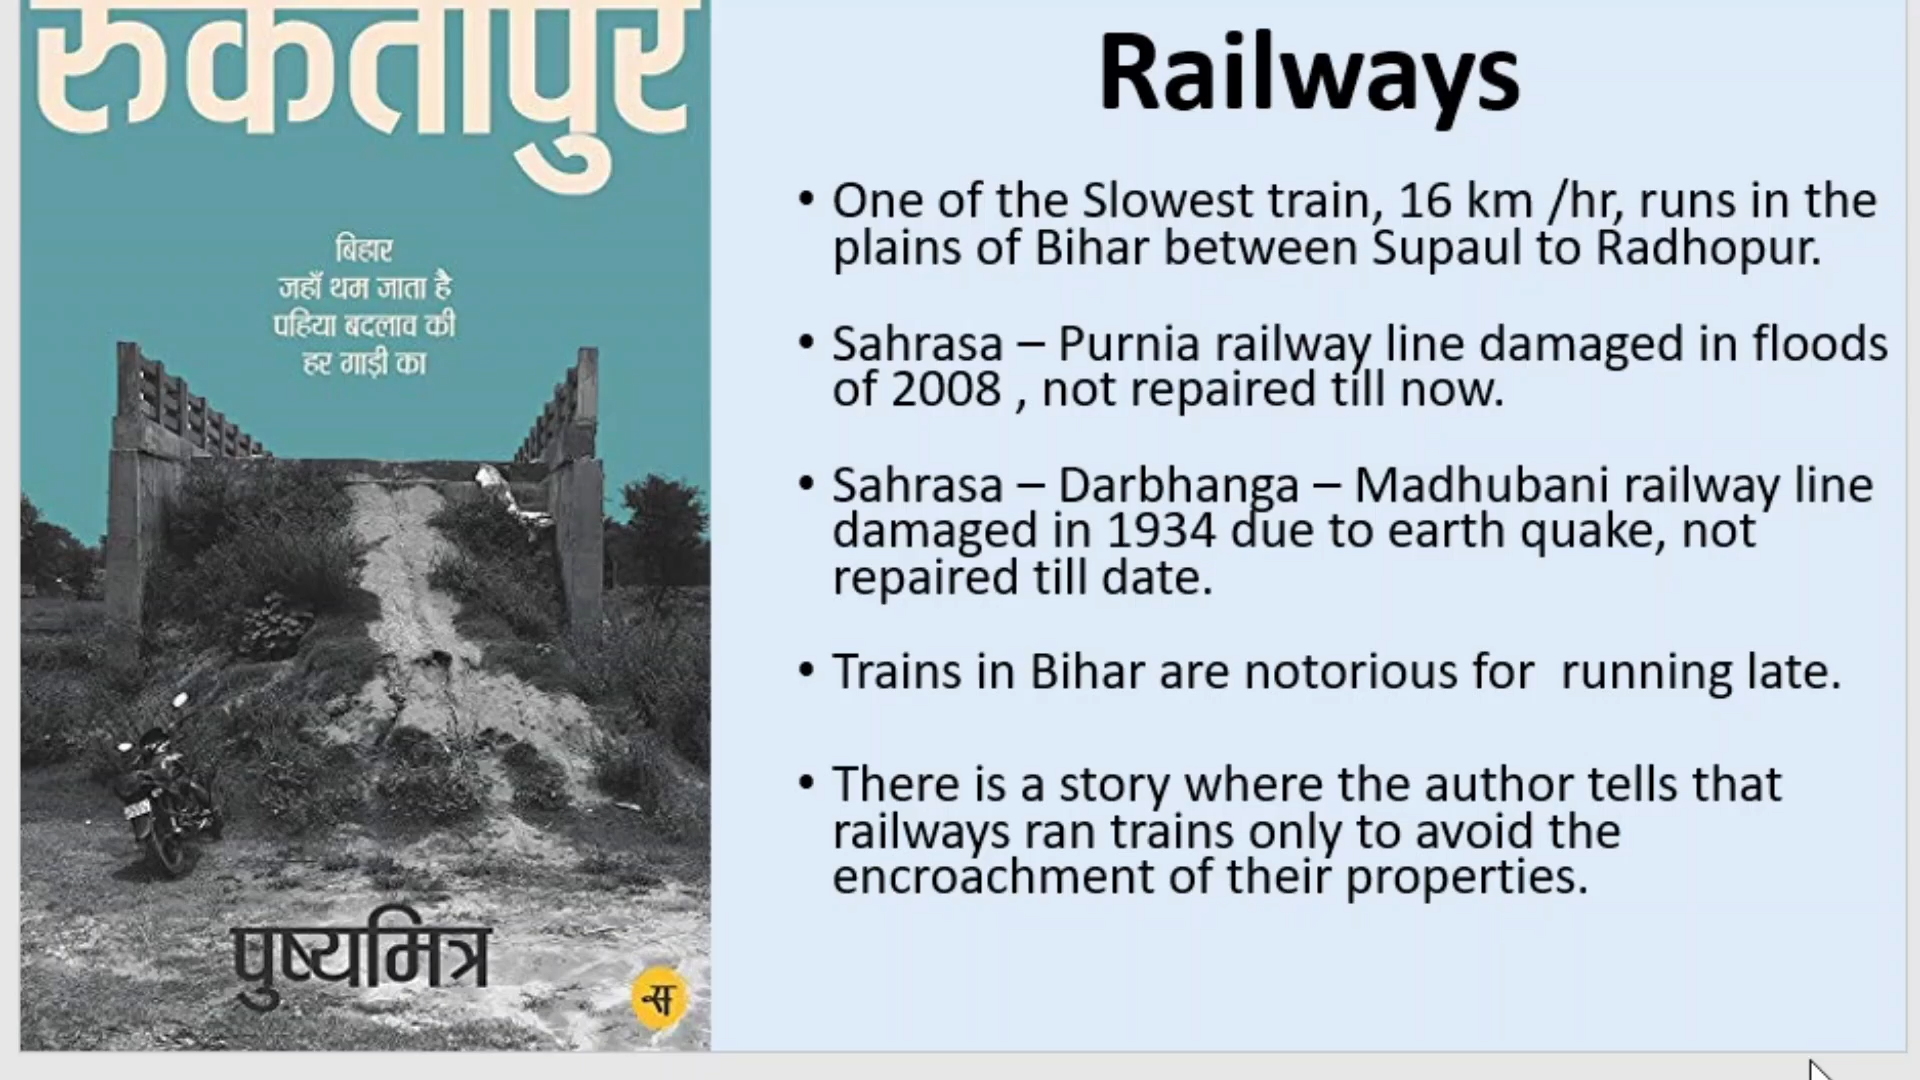 रुकतापुर
बिहार
जहाँ थम जाता है
पहिया बदलाव की
हर गाड़ी का
पुष्यमित्र
स
Railways
• One of the Slowest train, 16 km /hr, runs in the
plains of Bihar between Supaul to Radhopur.
• Sahrasa – Purnia railway line damaged in floods
of 2008 , not repaired till now.
• Sahrasa – Darbhanga – Madhubani railway line
damaged in 1934 due to earth quake, not
repaired till date.
• Trains in Bihar are notorious for  running late.
• There is a story where the author tells that
railways ran trains only to avoid the
encroachment of their properties.